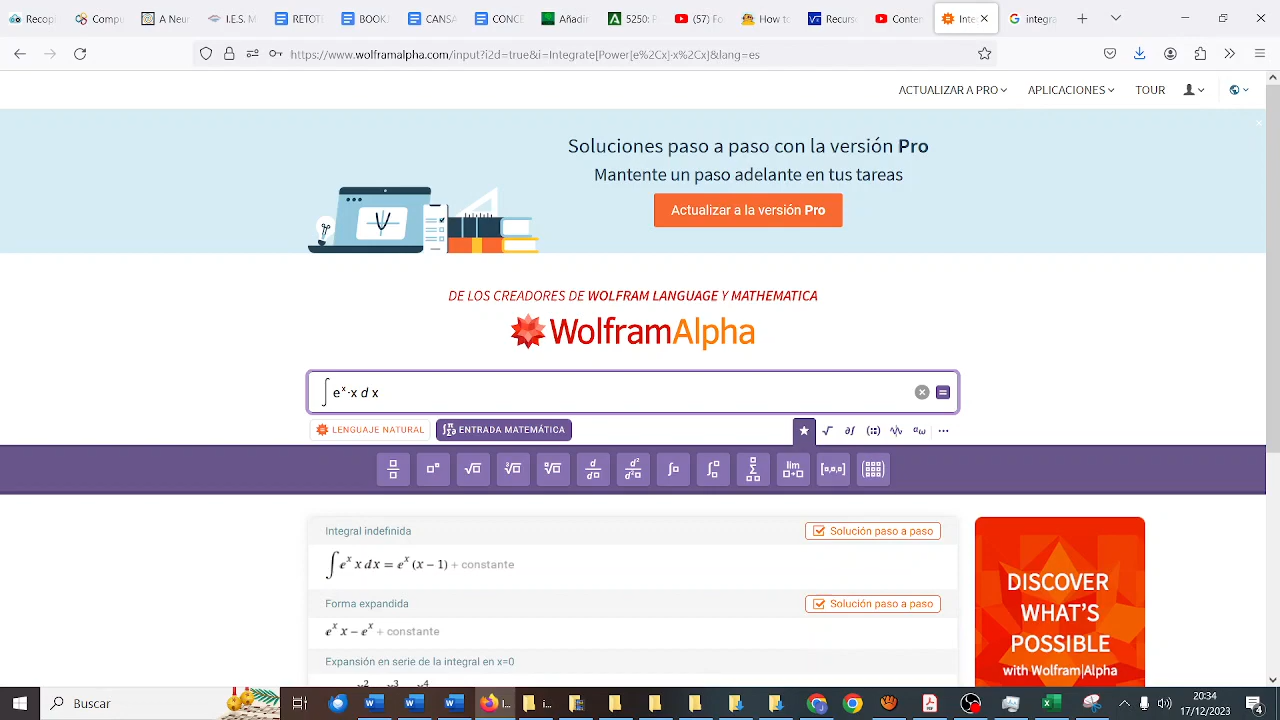 Recop
Compu
A Neur
i.EXE
RETO
BOOK
CANSA
CONCE
Añadir
5250:
(57) R
How to
Recurs
Conter
Inte
integra
https://www.wolframalpha.com/input?i2d=true&i=Integrate[Power[e%2Cx]·x%2Cx]&lang=es
ACTUALIZAR A PRO
APLICACIONES
TOUR
Soluciones paso a paso con la versión Pro
Mantente un paso adelante en tus tareas
Actualizar a la versión Pro
DE LOS CREADORES DE WOLFRAM LANGUAGE Y MATHEMATICA
WolframAlpha
∫ eˣ·x d x
LENGUAJE NATURAL
ENTRADA MATEMÁTICA
Integral indefinida
Solución paso a paso
∫ eˣ x dx = eˣ (x − 1) + constante
Forma expandida
Solución paso a paso
eˣ x − eˣ + constante
Expansión en serie de la integral en x=0
DISCOVER
WHAT'S
POSSIBLE
with Wolfram|Alpha
Buscar
20:34
17/12/2023